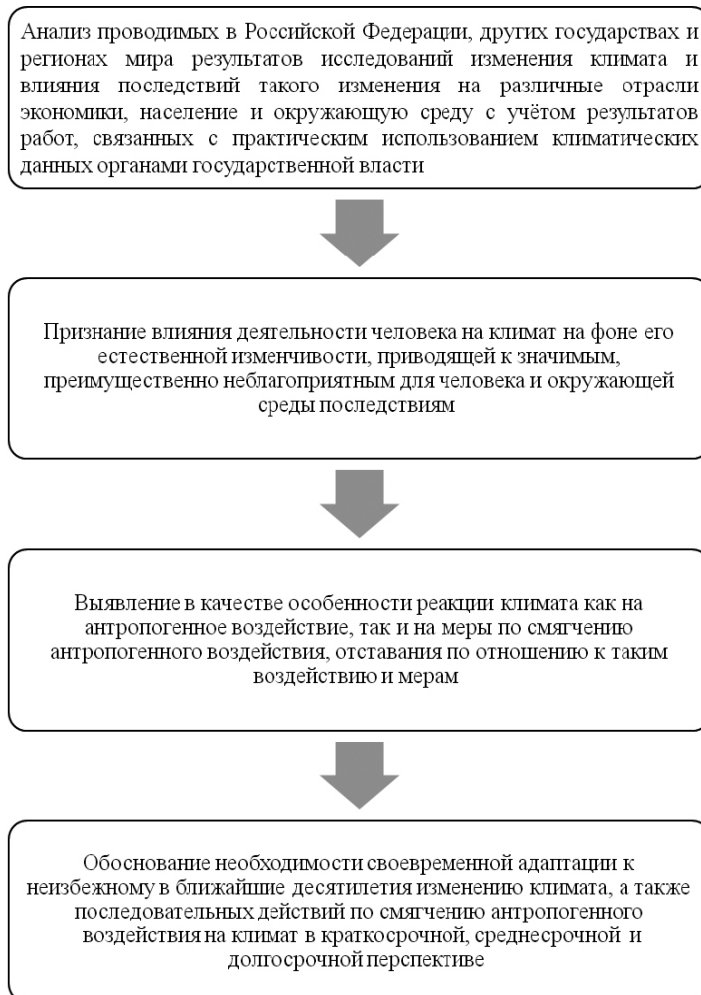 Анализ проводимых в Российской Федерации, других государствах и
регионах мира результатов исследований изменения климата и
влияния последствий такого изменения на различные отрасли
экономики, население и окружающую среду с учётом результатов
работ, связанных с практическим использованием климатических
данных органами государственной власти
Признание влияния деятельности человека на климат на фоне его
естественной изменчивости, приводящей к значимым,
преимущественно неблагоприятным для человека и окружающей
среды последствиям
Выявление в качестве особенности реакции климата как на
антропогенное воздействие, так и на меры по смягчению
антропогенного воздействия, отставания по отношению к таким
воздействию и мерам
Обоснование необходимости своевременной адаптации к
неизбежному в ближайшие десятилетия изменению климата, а также
последовательных действий по смягчению антропогенного
воздействия на климат в краткосрочной, среднесрочной и
долгосрочной перспективе